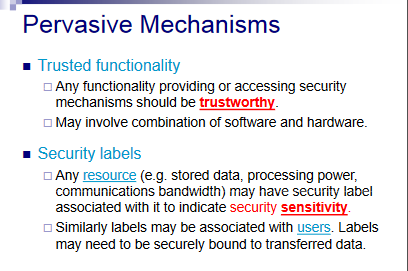 Pervasive Mechanisms
Trusted functionality
Any functionality providing or accessing security
mechanisms should be trustworthy.
May involve combination of software and hardware.
Security labels
Any resource (e.g. stored data, processing power,
communications bandwidth) may have security label
associated with it to indicate security sensitivity.
Similarly labels may be associated with users. Labels
may need to be securely bound to transferred data.